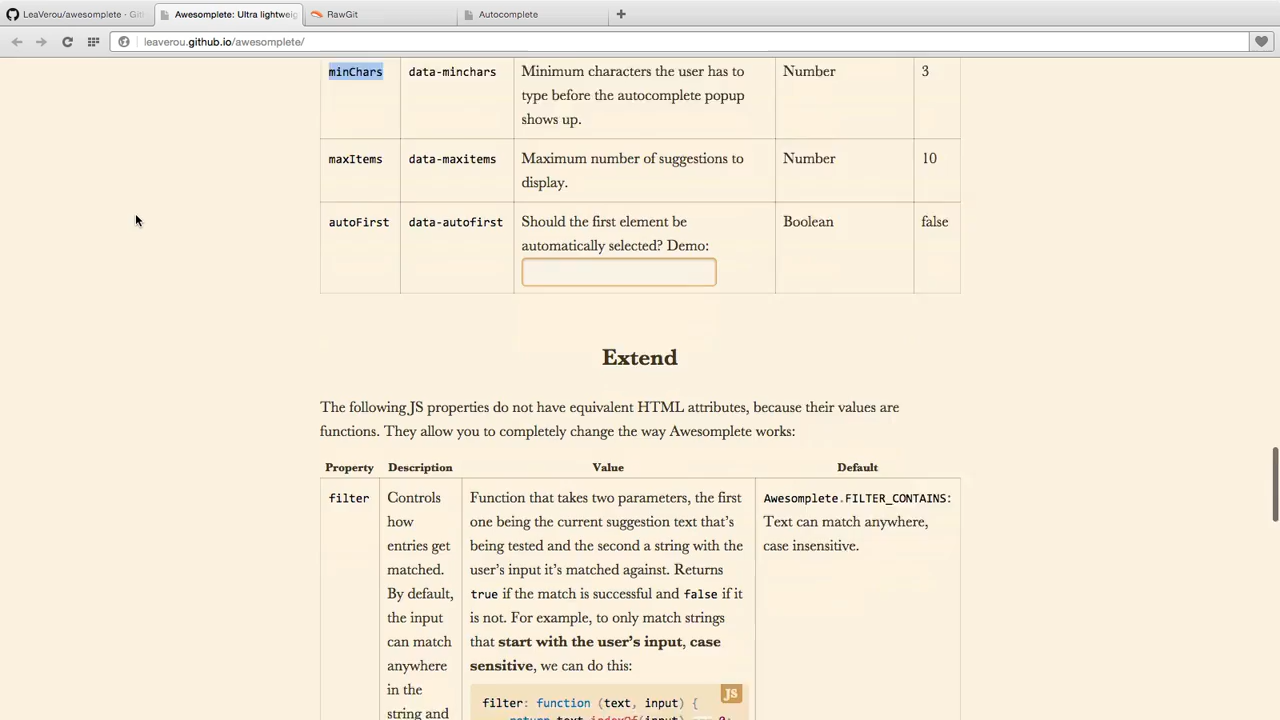 LeaVerou/awesomplete · Git
Awesomplete: Ultra lightweig
RawGit
Autocomplete
leaverou.github.io/awesomplete/
minChars data-minchars Minimum characters the user has to Number 3
type before the autocomplete popup
shows up.
maxItems data-maxitems Maximum number of suggestions to Number 10
display.
autoFirst data-autofirst Should the first element be Boolean false
automatically selected? Demo:
Extend
The following JS properties do not have equivalent HTML attributes, because their values are
functions. They allow you to completely change the way Awesomplete works:
Property Description Value Default
filter Controls Function that takes two parameters, the first Awesomplete.FILTER_CONTAINS:
how one being the current suggestion text that's Text can match anywhere,
entries get being tested and the second a string with the case insensitive.
matched. user's input it's matched against. Returns
By default, true if the match is successful and false if it
the input is not. For example, to only match strings
can match that start with the user's input, case
anywhere sensitive, we can do this:
in the JS
string and filter: function (text, input) {
return text.indexOf(input) === 0;